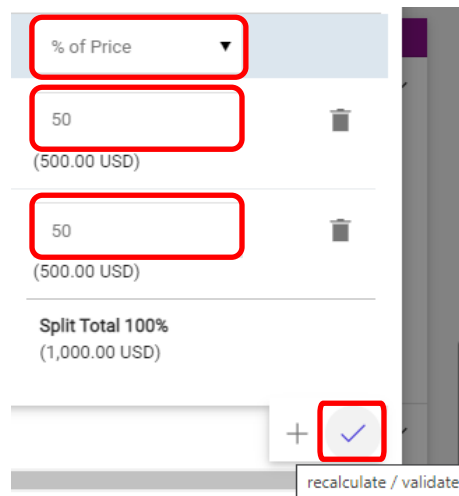 % of Price
50
(500.00 USD)
50
(500.00 USD)
Split Total 100%
(1,000.00 USD)
recalculate / validate